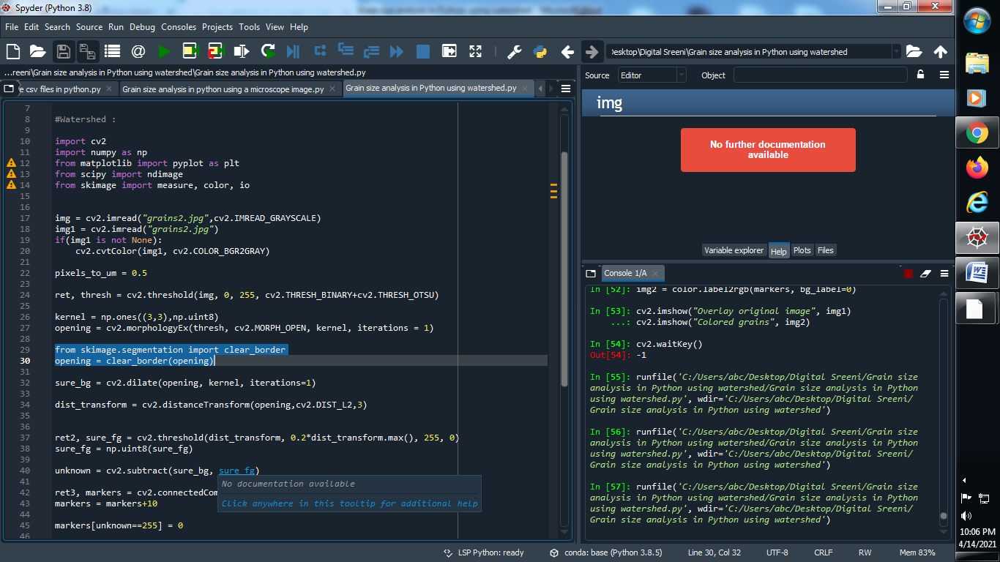 Spyder (Python 3.8)
File Edit Search Source Run Debug Consoles Projects Tools View Help
Desktop\Digital Sreeni\Grain size analysis in Python using watershed
...reeni\Grain size analysis in Python using watershed\Grain size analysis in Python using watershed.py
e csv files in python.py
Grain size analysis in python using a microscope image.py
Grain size analysis in Python using watershed.py
7
8 #Watershed :
9
10 import cv2
11 import numpy as np
12 from matplotlib import pyplot as plt
13 from scipy import ndimage
14 from skimage import measure, color, io
15
16
17 img = cv2.imread("grains2.jpg",cv2.IMREAD_GRAYSCALE)
18 img1 = cv2.imread("grains2.jpg")
19 if(img1 is not None):
20 cv2.cvtColor(img1, cv2.COLOR_BGR2GRAY)
21
22 pixels_to_um = 0.5
23
24 ret, thresh = cv2.threshold(img, 0, 255, cv2.THRESH_BINARY+cv2.THRESH_OTSU)
25
26 kernel = np.ones((3,3),np.uint8)
27 opening = cv2.morphologyEx(thresh, cv2.MORPH_OPEN, kernel, iterations = 1)
28
29 from skimage.segmentation import clear_border
30 opening = clear_border(opening)
31
32 sure_bg = cv2.dilate(opening, kernel, iterations=1)
33
34 dist_transform = cv2.distanceTransform(opening,cv2.DIST_L2,3)
35
36
37 ret2, sure_fg = cv2.threshold(dist_transform, 0.2*dist_transform.max(), 255, 0)
38 sure_fg = np.uint8(sure_fg)
39
40 unknown = cv2.subtract(sure_bg, sure_fg)
41
42 ret3, markers = cv2.connectedCom
43 markers = markers+10
44
45 markers[unknown==255] = 0
46
No documentation available
Click anywhere in this tooltip for additional help
Source Editor Object
img
No further documentation
available
Variable explorer Help Plots Files
Console 1/A
In [52]: img2 = color.label2rgb(markers, bg_label=0)
In [53]: cv2.imshow("Overlay original image", img1)
...: cv2.imshow("Colored grains", img2)
In [54]: cv2.waitKey()
Out[54]: -1
In [55]: runfile('C:/Users/abc/Desktop/Digital Sreeni/Grain size
analysis in Python using watershed/Grain size analysis in Python
using watershed.py', wdir='C:/Users/abc/Desktop/Digital Sreeni/
Grain size analysis in Python using watershed')
In [56]: runfile('C:/Users/abc/Desktop/Digital Sreeni/Grain size
analysis in Python using watershed/Grain size analysis in Python
using watershed.py', wdir='C:/Users/abc/Desktop/Digital Sreeni/
Grain size analysis in Python using watershed')
In [57]: runfile('C:/Users/abc/Desktop/Digital Sreeni/Grain size
analysis in Python using watershed/Grain size analysis in Python
using watershed.py', wdir='C:/Users/abc/Desktop/Digital Sreeni/
Grain size analysis in Python using watershed')
LSP Python: ready conda: base (Python 3.8.5) Line 30, Col 32 UTF-8 CRLF RW Mem 83%
10:06 PM
4/14/2021